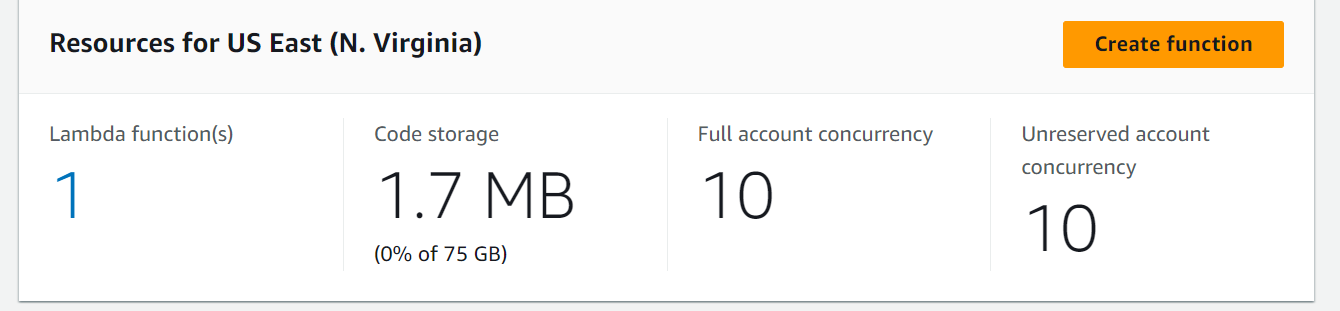 Resources for US East (N. Virginia)
Create function
Lambda function(s)
1
Code storage
1.7 MB
(0% of 75 GB)
Full account concurrency
10
Unreserved account
concurrency
10